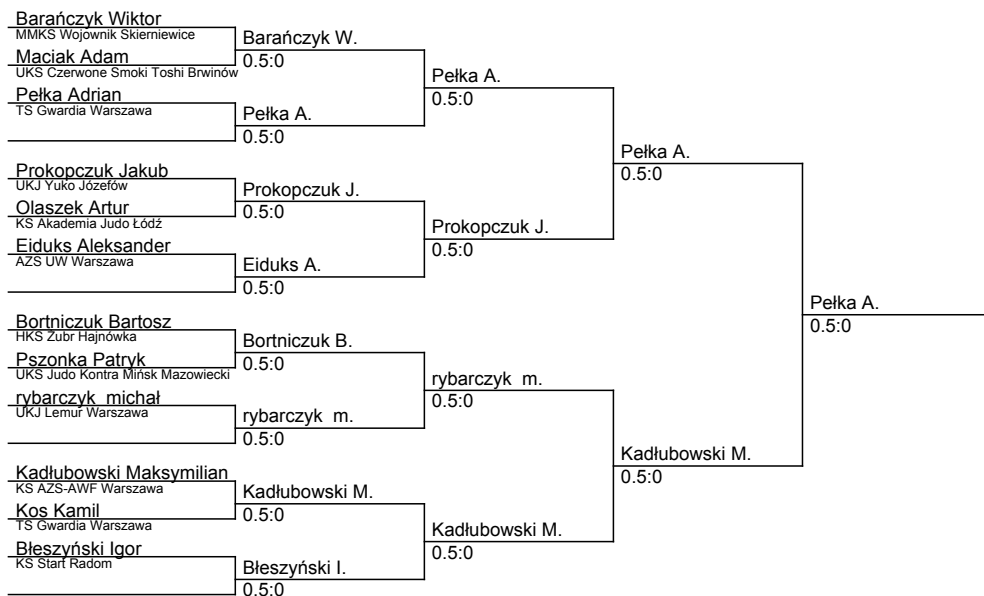 Barańczyk Wiktor
MMKS Wojownik Skierniewice
Maciak Adam
UKS Czerwone Smoki Toshi Brwinów
Pełka Adrian
TS Gwardia Warszawa
Prokopczuk Jakub
UKJ Yuko Józefów
Olaszek Artur
KS Akademia Judo Łódź
Eiduks Aleksander
AZS UW Warszawa
Bortniczuk Bartosz
HKS Żubr Hajnówka
Pszonka Patryk
UKS Judo Kontra Mińsk Mazowiecki
rybarczyk michał
UKJ Lemur Warszawa
Kadłubowski Maksymilian
KS AZS-AWF Warszawa
Kos Kamil
TS Gwardia Warszawa
Błeszyński Igor
KS Start Radom
Barańczyk W.
0.5:0
Pełka A.
0.5:0
Prokopczuk J.
0.5:0
Eiduks A.
0.5:0
Bortniczuk B.
0.5:0
rybarczyk m.
0.5:0
Kadłubowski M.
0.5:0
Błeszyński I.
0.5:0
Pełka A.
0.5:0
Prokopczuk J.
0.5:0
rybarczyk m.
0.5:0
Kadłubowski M.
0.5:0
Pełka A.
0.5:0
Kadłubowski M.
0.5:0
Pełka A.
0.5:0